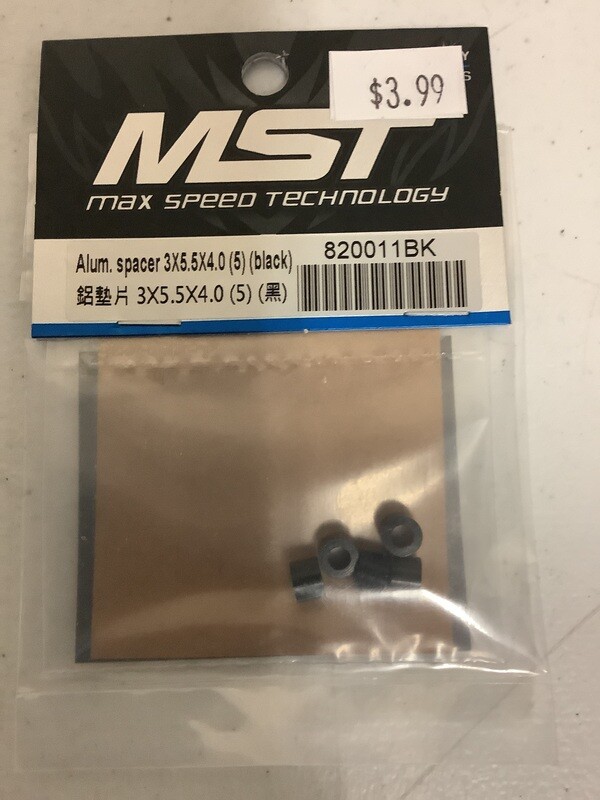 $3.99
MST
MAX SPEED TECHNOLOGY
Alum. spacer 3X5.5X4.0 (5) (black)
820011BK
鋁墊片 3X5.5X4.0 (5) (黑)